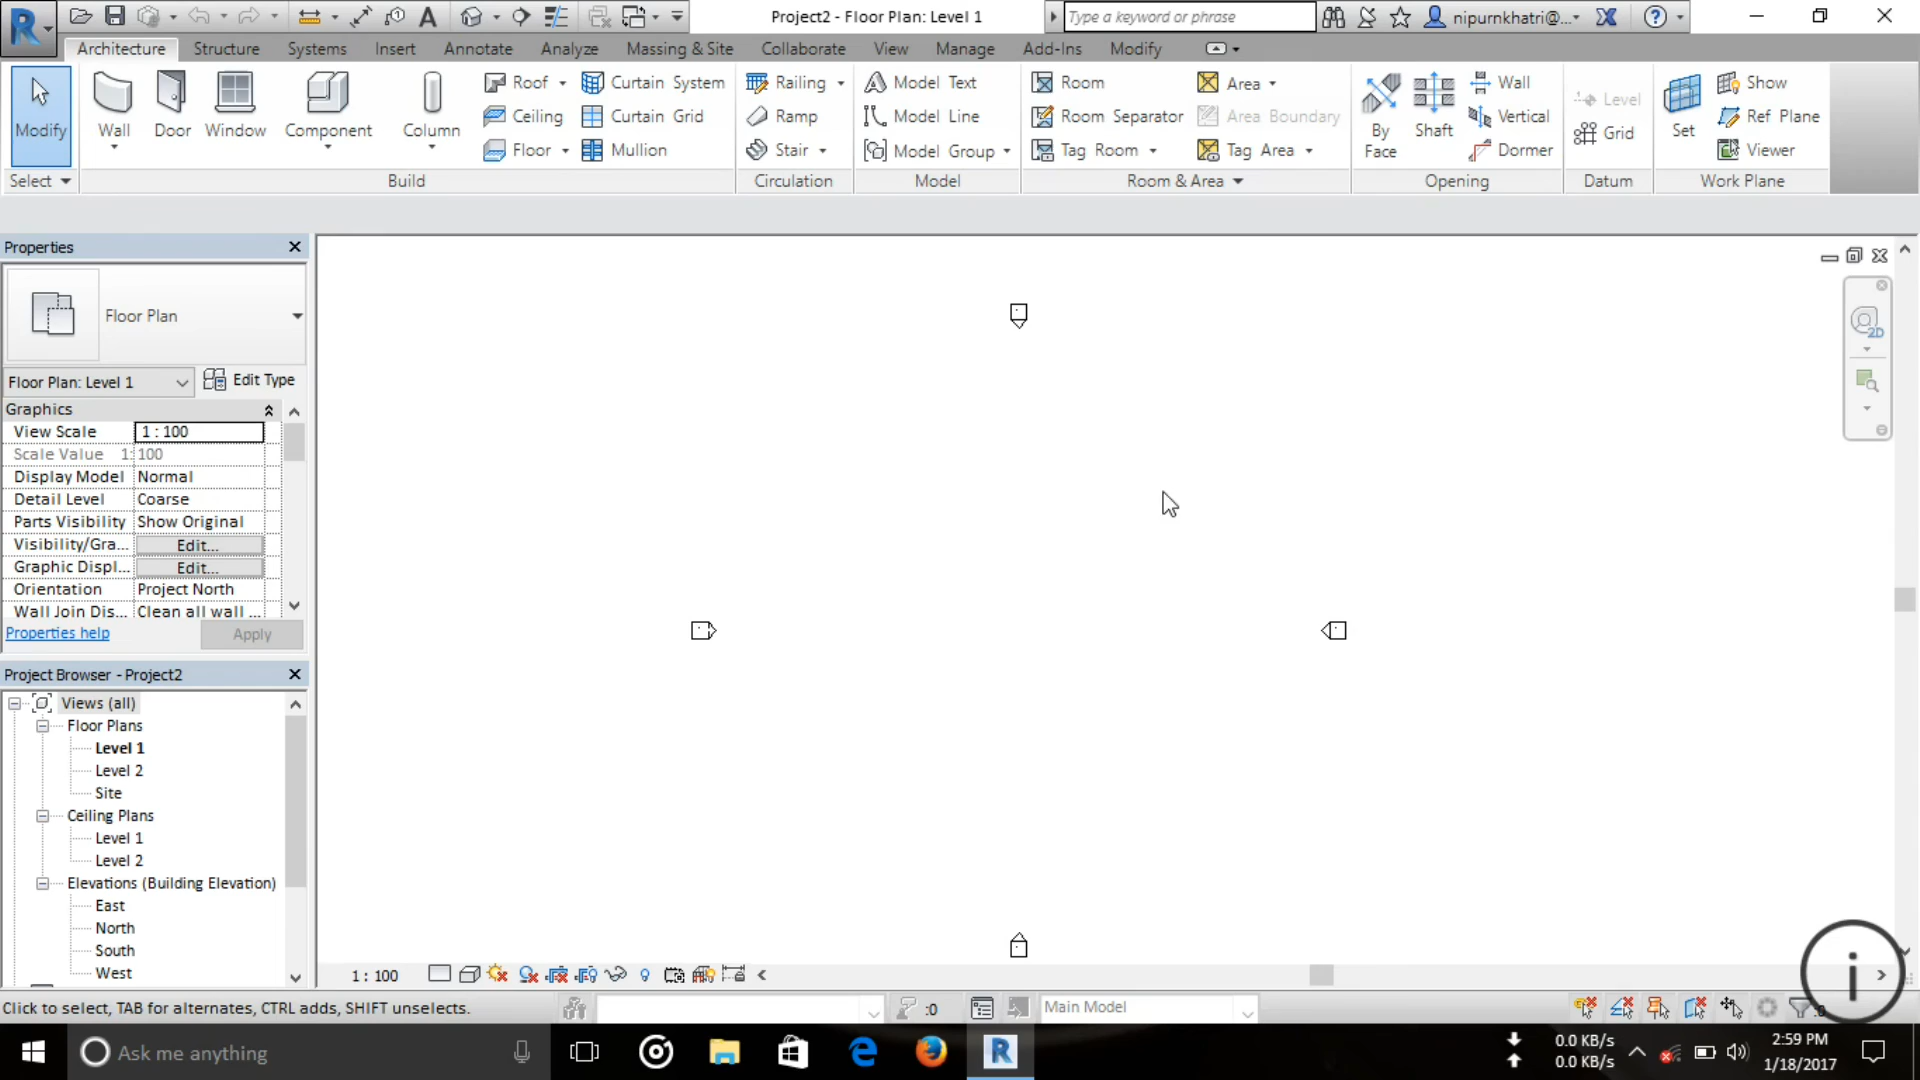 Project2 - Floor Plan: Level 1
Type a keyword or phrase
nipurnkhatri@...
Architecture Structure Systems Insert Annotate Analyze Massing & Site Collaborate View Manage Add-Ins Modify
Modify
Wall
Door
Window
Component
Column
Roof
Ceiling
Floor
Curtain System
Curtain Grid
Mullion
Railing
Ramp
Stair
Model Text
Model Line
Model Group
Room
Room Separator
Tag Room
Area
Area Boundary
Tag Area
By Face
Shaft
Wall
Vertical
Dormer
Level
Grid
Set
Show
Ref Plane
Viewer
Select Build Circulation Model Room & Area Opening Datum Work Plane
Properties
Floor Plan
Floor Plan: Level 1
Edit Type
Graphics
View Scale 1 : 100
Scale Value 1: 100
Display Model Normal
Detail Level Coarse
Parts Visibility Show Original
Visibility/Gra... Edit...
Graphic Displ... Edit...
Orientation Project North
Wall Join Dis... Clean all wall ...
Properties help
Apply
Project Browser - Project2
Views (all)
Floor Plans
Level 1
Level 2
Site
Ceiling Plans
Level 1
Level 2
Elevations (Building Elevation)
East
North
South
West
2D
1 : 100
Click to select, TAB for alternates, CTRL adds, SHIFT unselects.
:0
Main Model
:0
Ask me anything
0.0 KB/s
0.0 KB/s
2:59 PM
1/18/2017